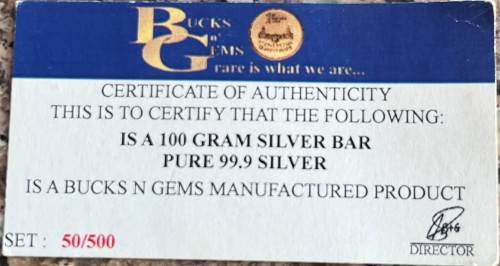 BUCKS
n'
GEMS
rare is what we are...
CERTIFICATE OF AUTHENTICITY
THIS IS TO CERTIFY THAT THE FOLLOWING:
IS A 100 GRAM SILVER BAR
PURE 99.9 SILVER
IS A BUCKS N GEMS MANUFACTURED PRODUCT
SET : 50/500
DIRECTOR